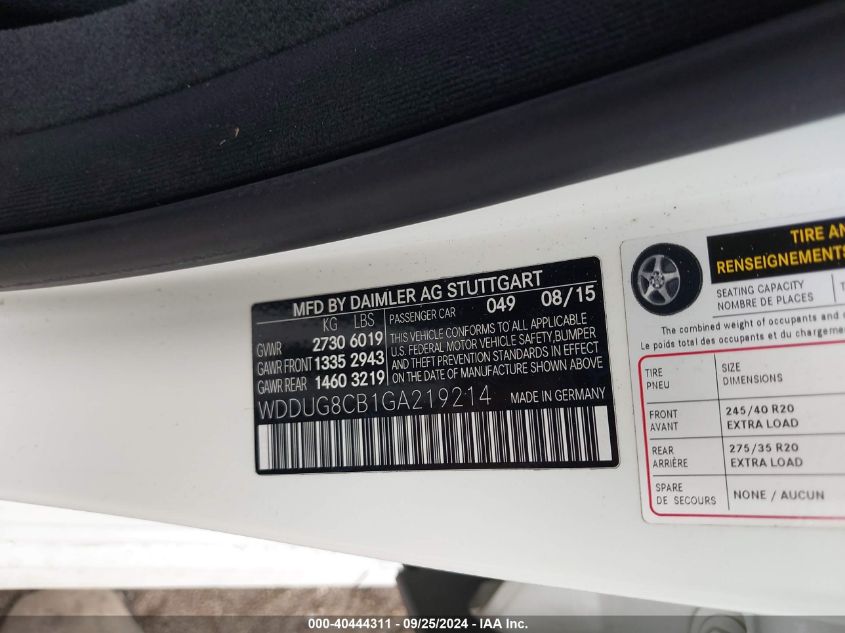 MFD BY DAIMLER AG STUTTGART
KG LBS
PASSENGER CAR 049 08/15
GVWR 2730 6019
GAWR FRONT 1335 2943
GAWR REAR 1460 3219
THIS VEHICLE CONFORMS TO ALL APPLICABLE
U.S. FEDERAL MOTOR VEHICLE SAFETY, BUMPER
AND THEFT PREVENTION STANDARDS IN EFFECT
ON THE DATE OF MANUFACTURE SHOWN ABOVE
WDDUG8CB1GA219214 MADE IN GERMANY
TIRE
RENSEIGNEMENTS
SEATING CAPACITY
NOMBRE DE PLACES
The combined weight of occupants and
Le poids total des occupants et du
TIRE SIZE
PNEU DIMENSIONS
FRONT 245/40 R20
AVANT EXTRA LOAD
REAR 275/35 R20
ARRIÈRE EXTRA LOAD
SPARE NONE / AUCUN
DE SECOURS
000-40444311 - 09/25/2024 - IAA Inc.